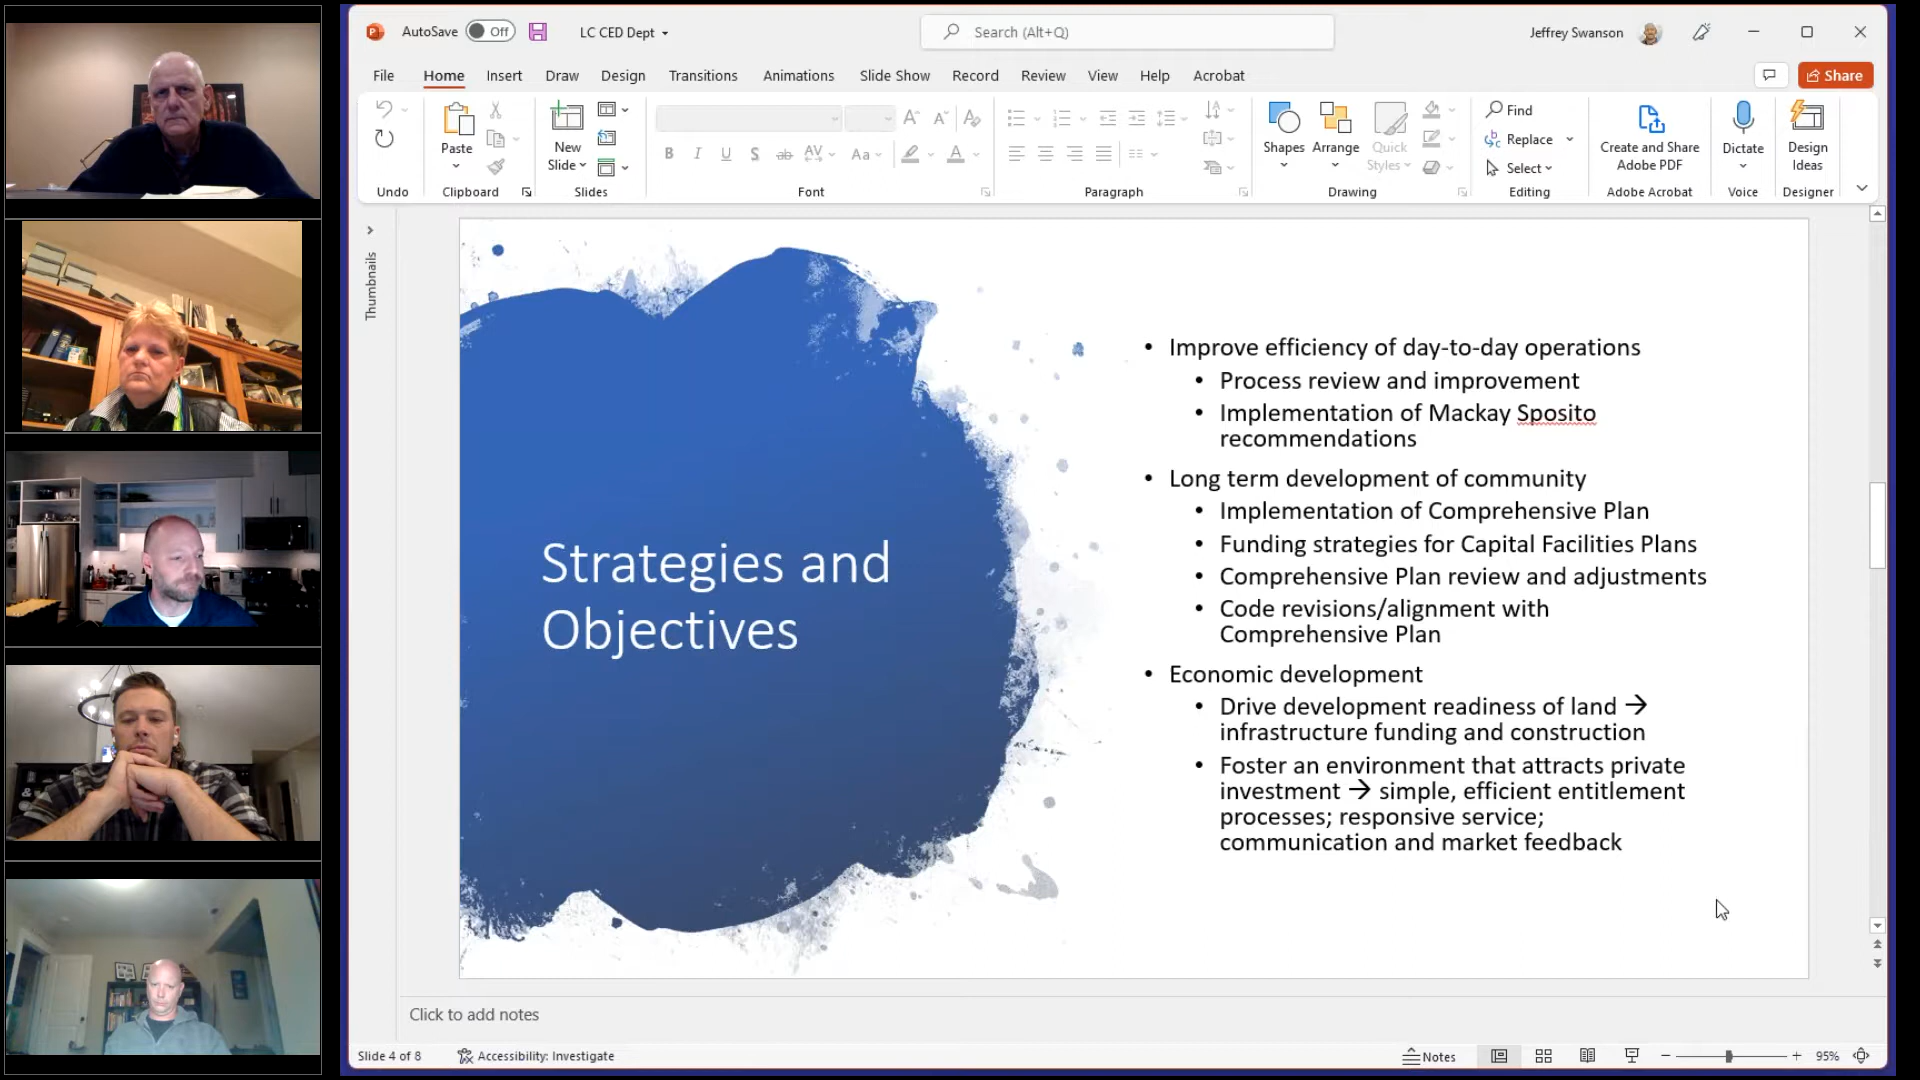 AutoSave
Off
LC CED Dept
Search (Alt+Q)
Jeffrey Swanson
File
Home
Insert
Draw
Design
Transitions
Animations
Slide Show
Record
Review
View
Help
Acrobat
Share
Paste
New
Slide
Find
Replace
Select
Shapes
Arrange
Quick
Styles
Create and Share
Adobe PDF
Dictate
Design
Ideas
Undo
Clipboard
Slides
Font
Paragraph
Drawing
Editing
Adobe Acrobat
Voice
Designer
Thumbnails
Strategies and
Objectives
• Improve efficiency of day-to-day operations
• Process review and improvement
• Implementation of Mackay Sposito
recommendations
• Long term development of community
• Implementation of Comprehensive Plan
• Funding strategies for Capital Facilities Plans
• Comprehensive Plan review and adjustments
• Code revisions/alignment with
Comprehensive Plan
• Economic development
• Drive development readiness of land →
infrastructure funding and construction
• Foster an environment that attracts private
investment → simple, efficient entitlement
processes; responsive service;
communication and market feedback
Click to add notes
Slide 4 of 8
Accessibility: Investigate
Notes
95%